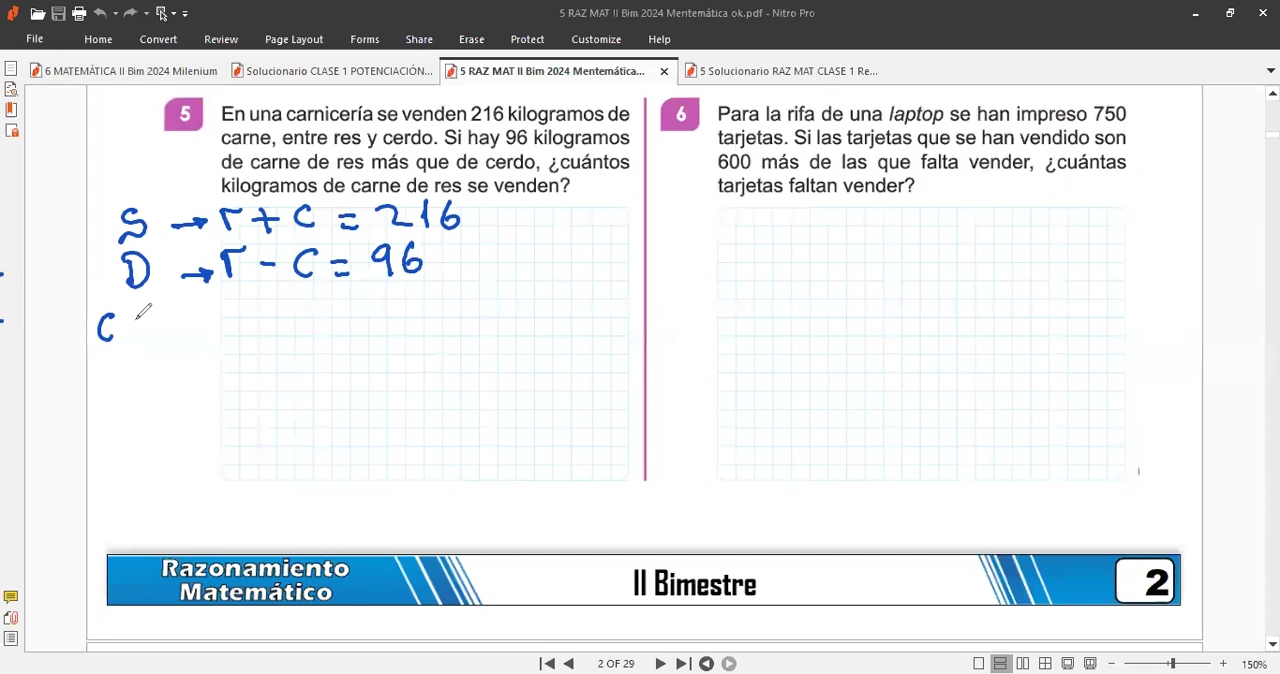 5 RAZ MAT II Bim 2024 Mentemática ok.pdf - Nitro Pro
File Home Convert Review Page Layout Forms Share Erase Protect Customize Help
6 MATEMÁTICA II Bim 2024 Milenium
Solucionario CLASE 1 POTENCIACIÓN...
5 RAZ MAT II Bim 2024 Mentemática...
5 Solucionario RAZ MAT CLASE 1 Re...
5
En una carnicería se venden 216 kilogramos de
carne, entre res y cerdo. Si hay 96 kilogramos
de carne de res más que de cerdo, ¿cuántos
kilogramos de carne de res se venden?
S → r + c = 216
D → r - c = 96
C
6
Para la rifa de una laptop se han impreso 750
tarjetas. Si las tarjetas que se han vendido son
600 más de las que falta vender, ¿cuántas
tarjetas faltan vender?
Razonamiento
Matemático
II Bimestre
2
2 OF 29
150%